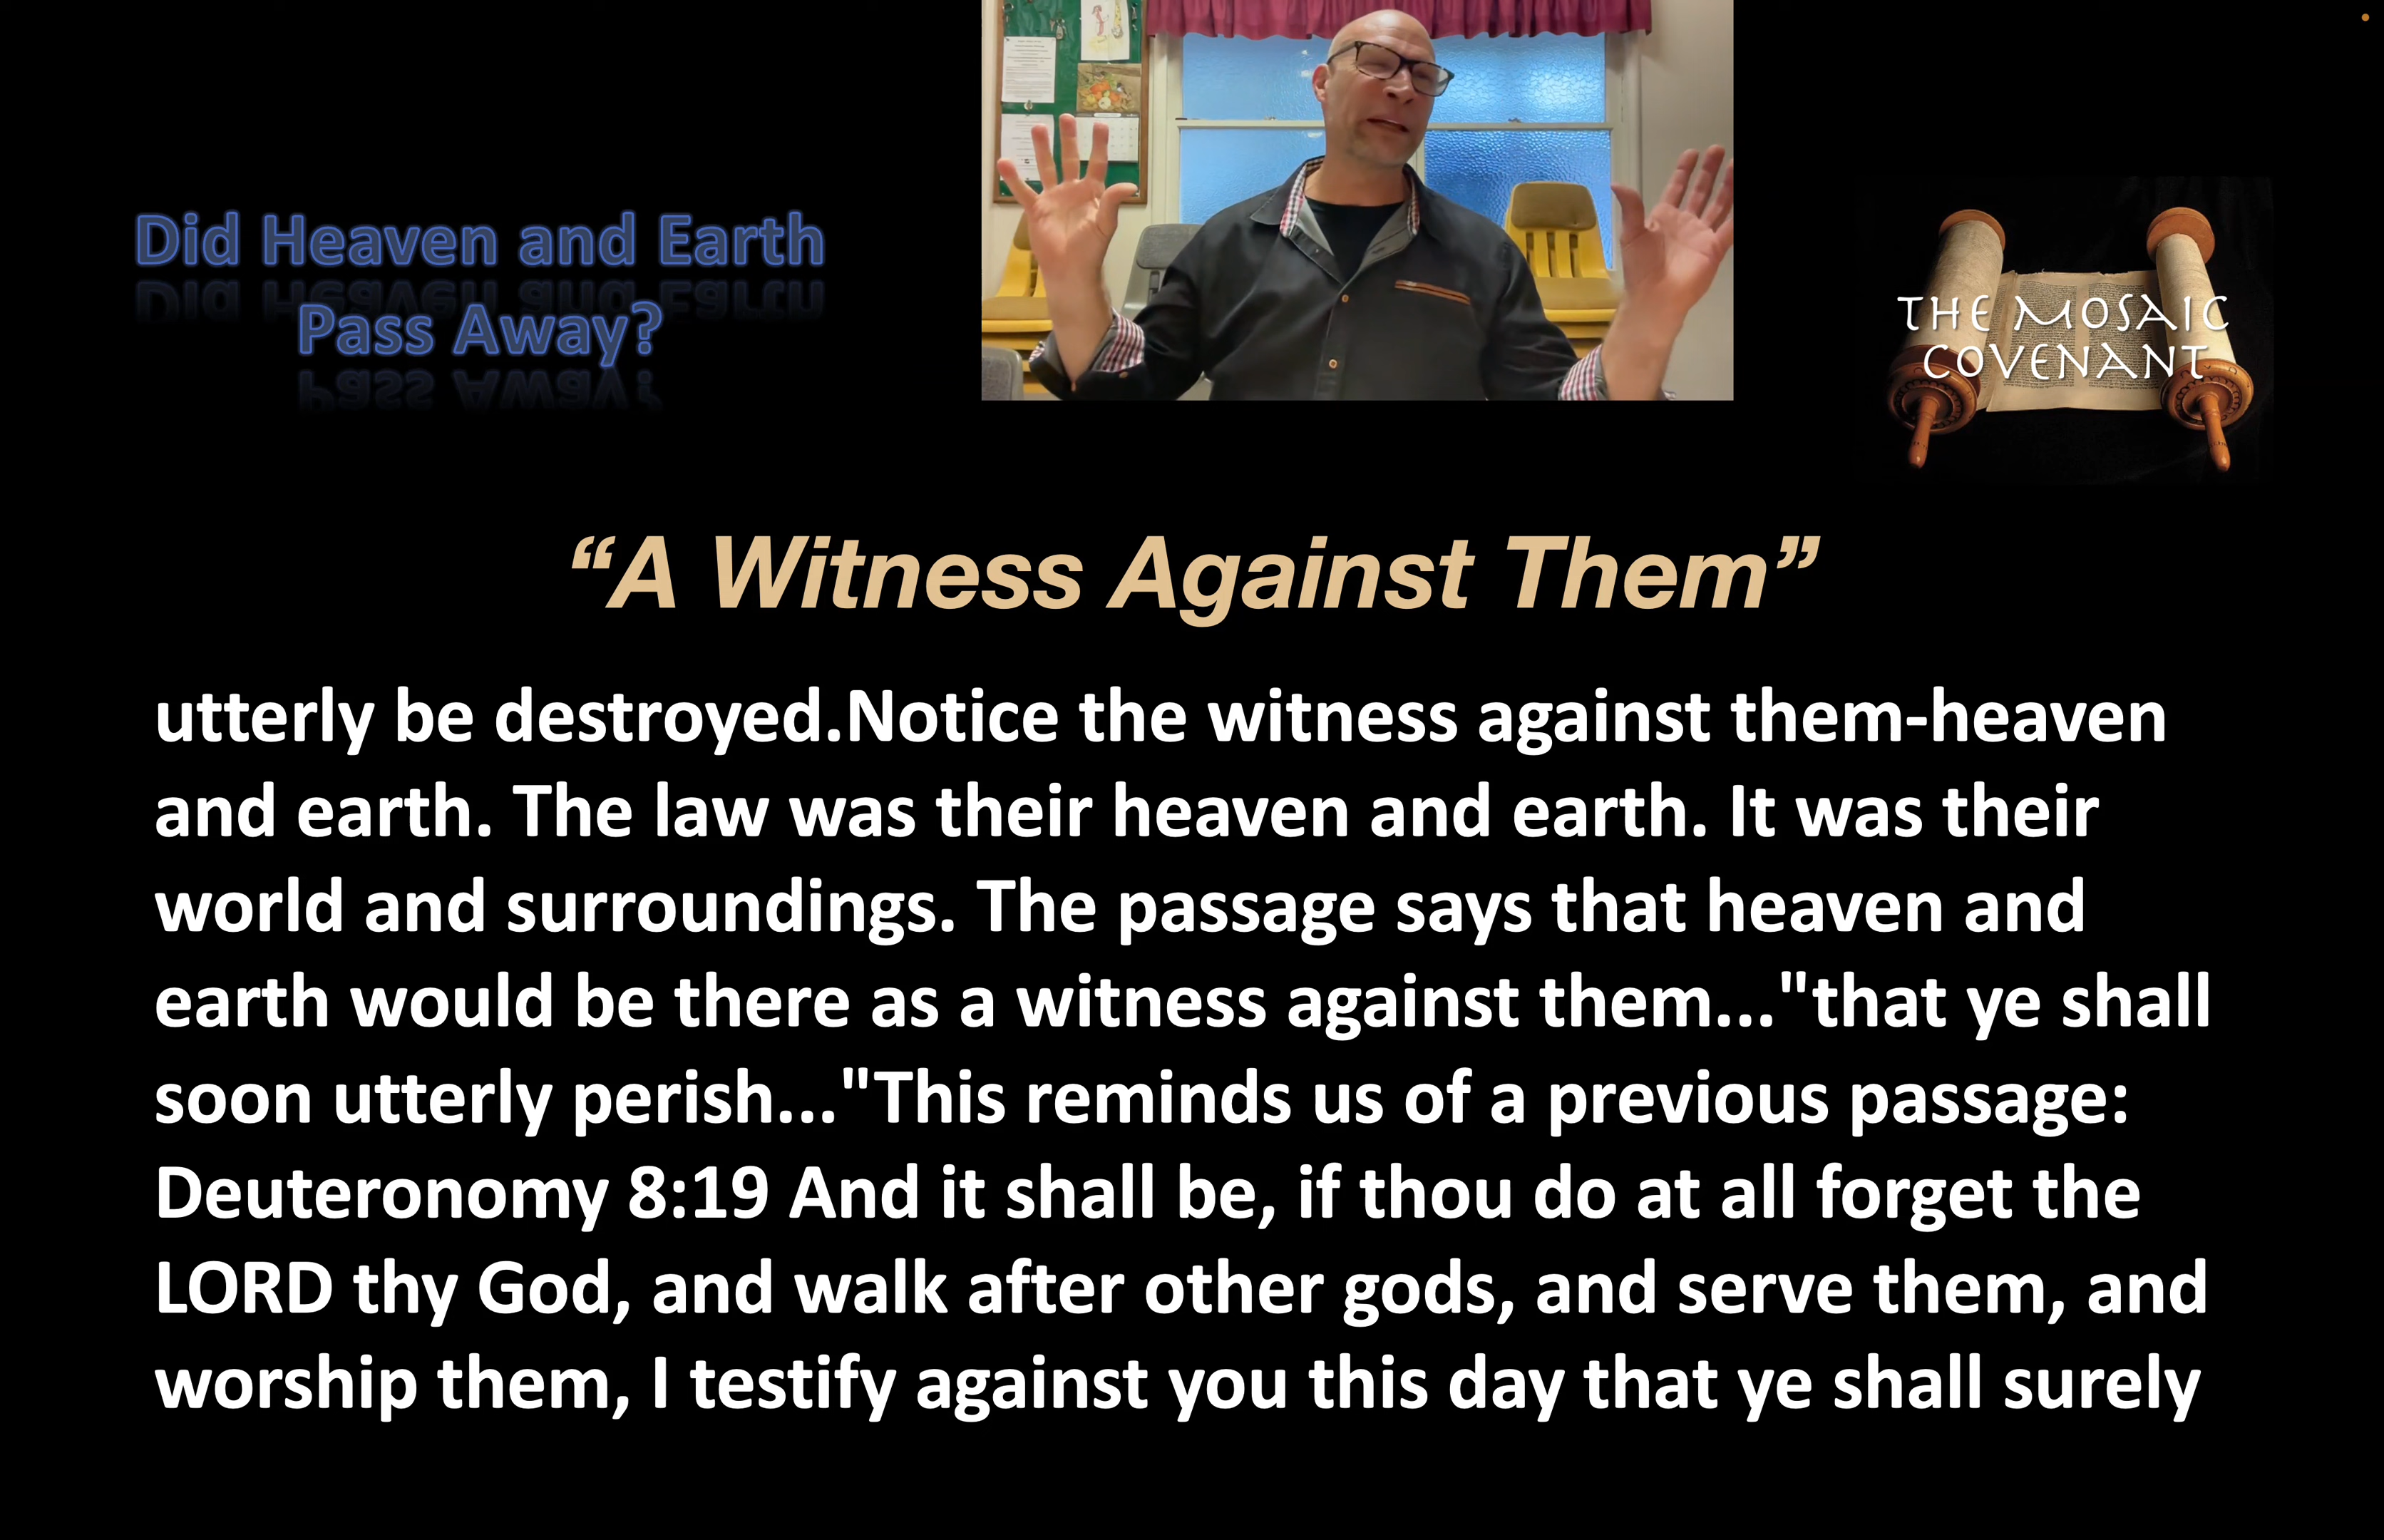 Did Heaven and Earth
Pass Away?
THE MOSAIC
COVENANT
“A Witness Against Them”
utterly be destroyed.Notice the witness against them-heaven
and earth. The law was their heaven and earth. It was their
world and surroundings. The passage says that heaven and
earth would be there as a witness against them..."that ye shall
soon utterly perish..."This reminds us of a previous passage:
Deuteronomy 8:19 And it shall be, if thou do at all forget the
LORD thy God, and walk after other gods, and serve them, and
worship them, I testify against you this day that ye shall surely